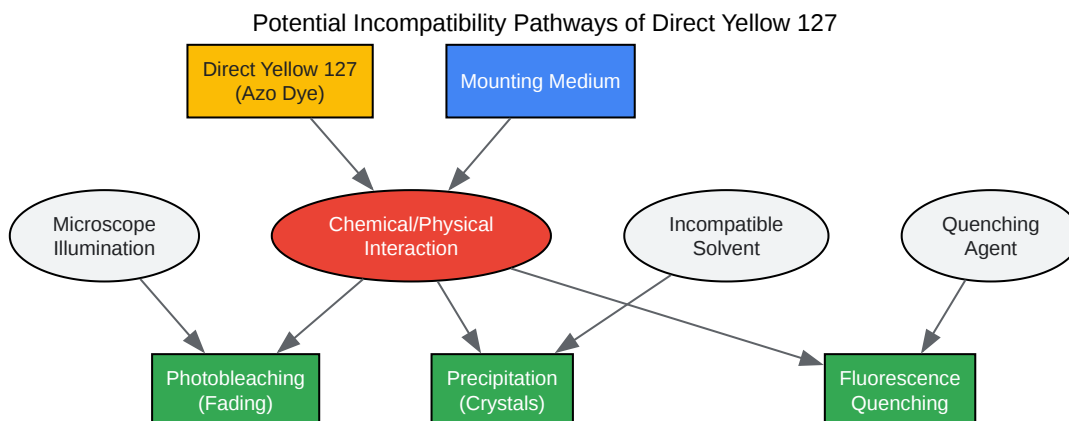 Potential Incompatibility Pathways of Direct Yellow 127
Direct Yellow 127
(Azo Dye)
Mounting Medium
Microscope
Illumination
Chemical/Physical
Interaction
Incompatible
Solvent
Quenching
Agent
Photobleaching
(Fading)
Precipitation
(Crystals)
Fluorescence
Quenching